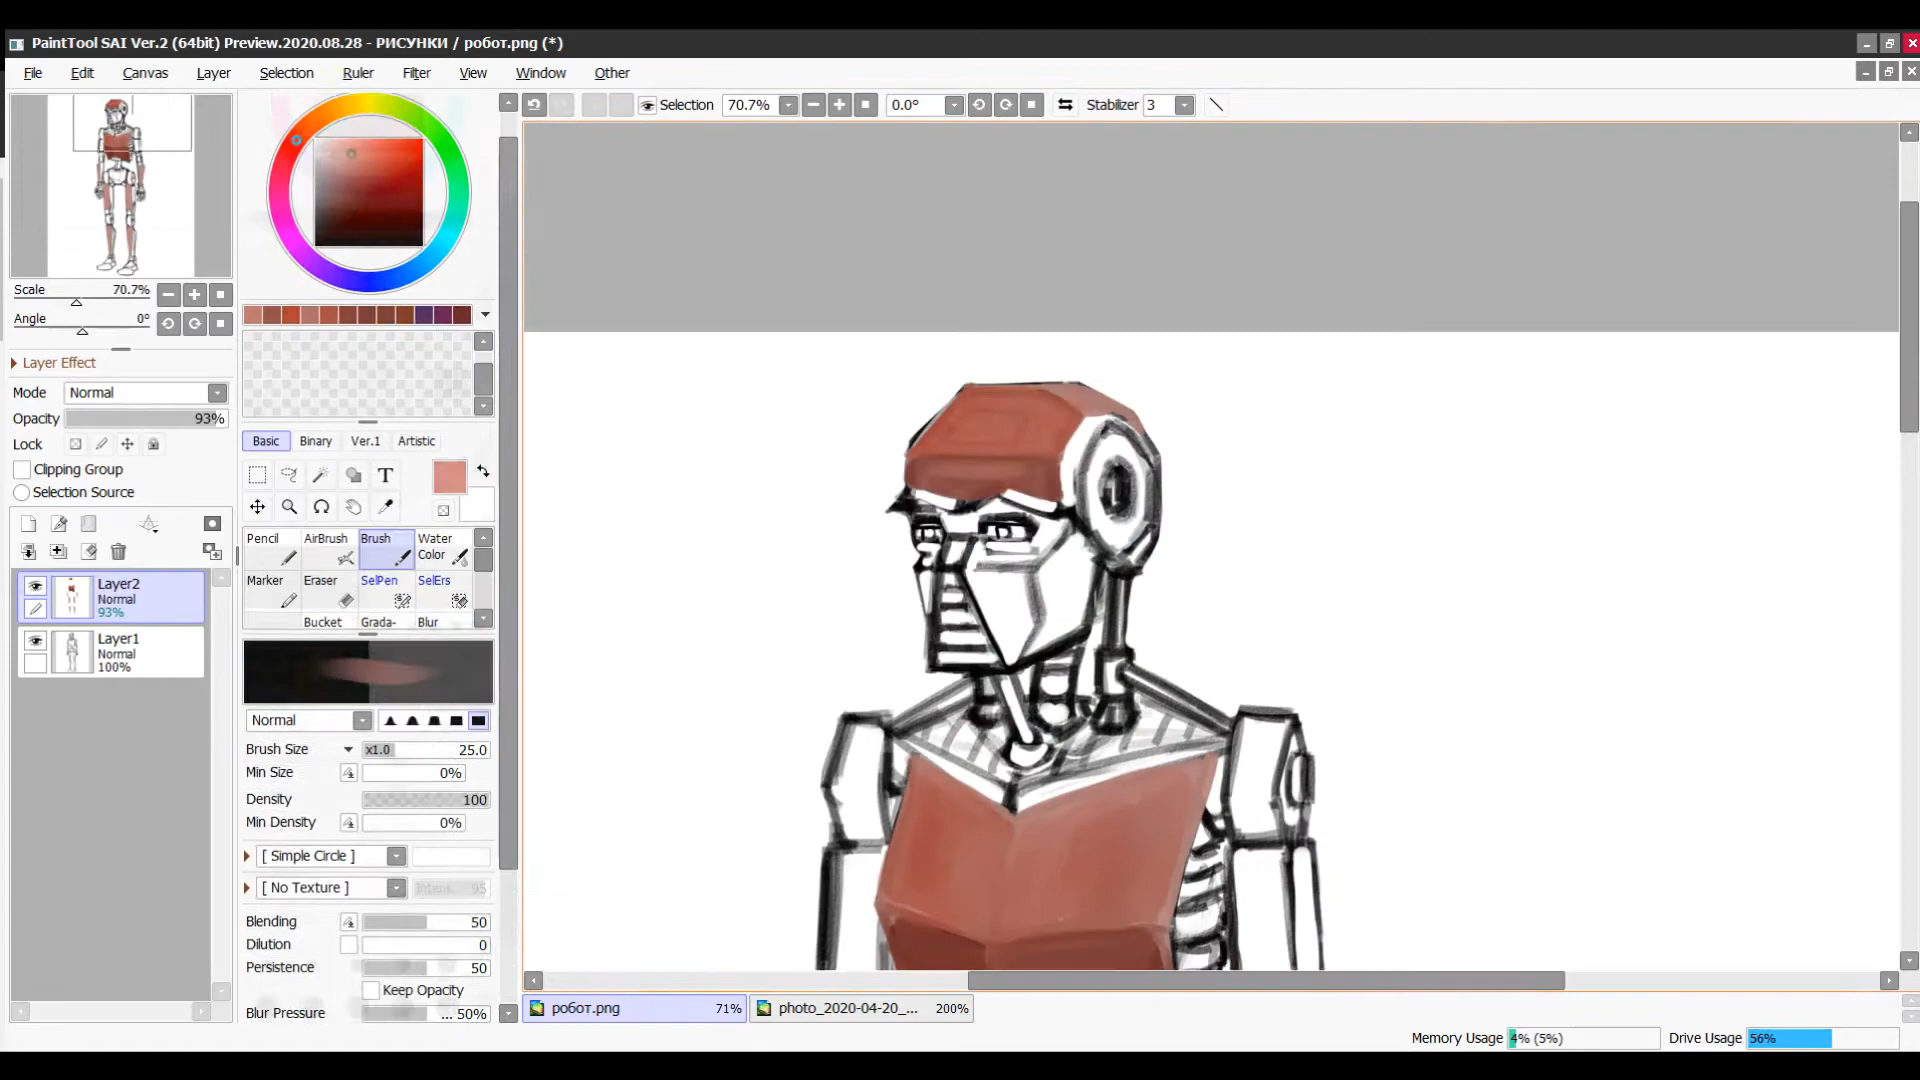 PaintTool SAI Ver.2 (64bit) Preview.2020.08.28 - РИСУНКИ / робот.png (*)
File Edit Canvas Layer Selection Ruler Filter View Window Other
Selection 70.7% 0.0° Stabilizer 3
Scale 70.7%
Angle 0°
Layer Effect
Mode Normal
Opacity 93%
Lock
Clipping Group
Selection Source
Layer2
Normal
93%
Layer1
Normal
100%
Basic Binary Ver.1 Artistic
T
Pencil AirBrush Brush Water Color
Marker Eraser SelPen SelErs
Bucket Grada- Blur
Normal
Brush Size x1.0 25.0
Min Size 0%
Density 100
Min Density 0%
[ Simple Circle ]
[ No Texture ] Intens. 95
Blending 50
Dilution 0
Persistence 50
Keep Opacity
Blur Pressure ... 50%
робот.png 71% photo_2020-04-20_... 200%
Memory Usage 4% (5%) Drive Usage 56%